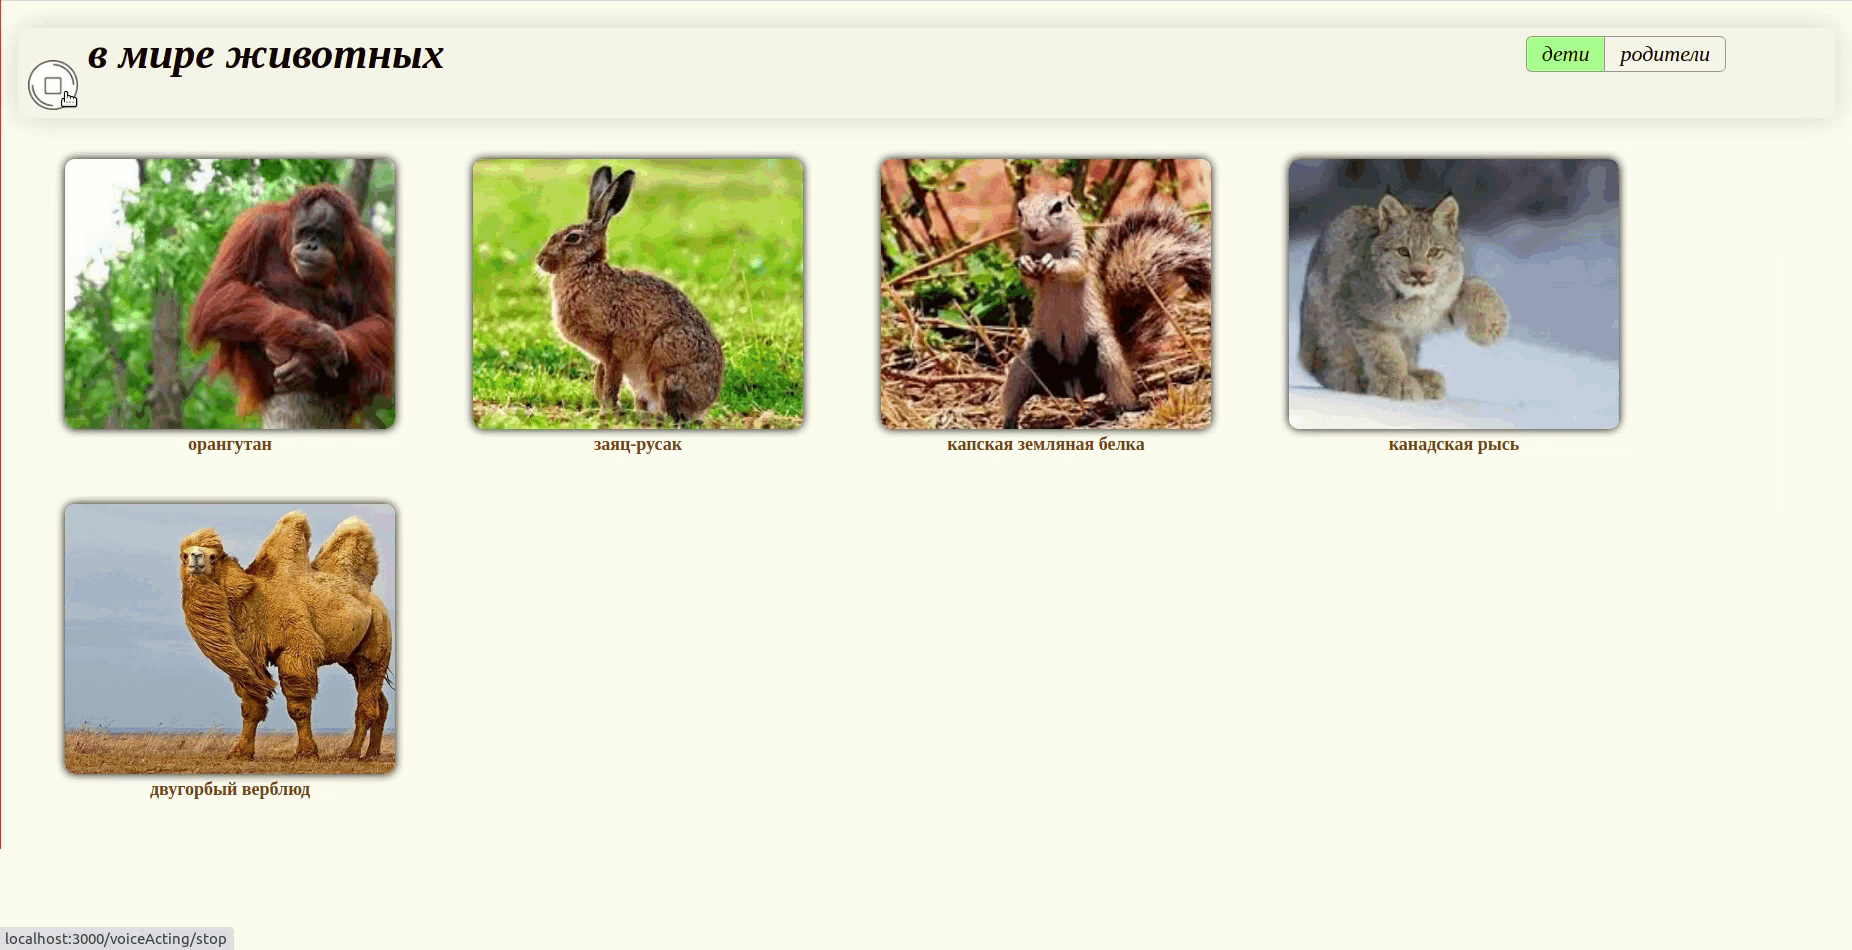 в мире животных
дети
родители
орангутан
заяц-русак
капская земляная белка
канадская рысь
двугорбый верблюд
localhost:3000/voiceActing/stop